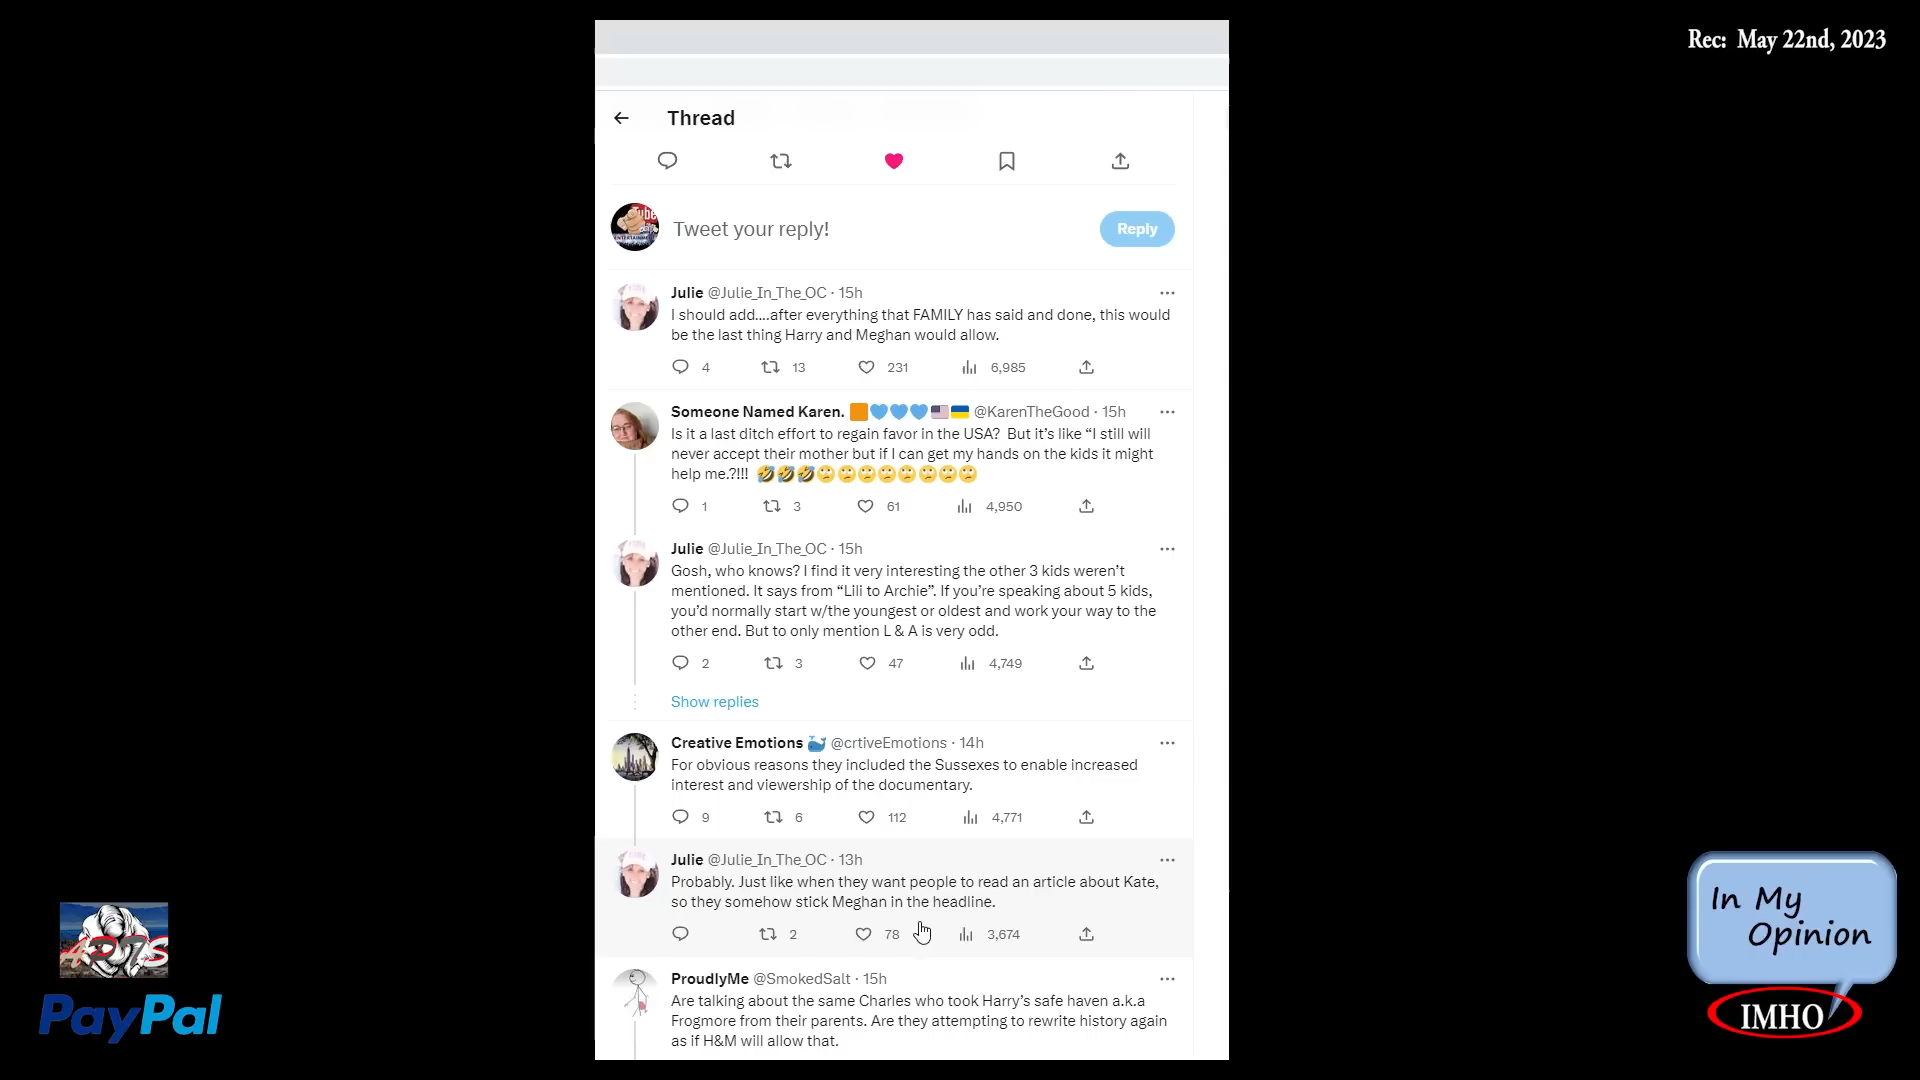 Rec: May 22nd, 2023
Thread
Tweet your reply!
Reply
Julie @Julie_In_The_OC · 15h
I should add....after everything that FAMILY has said and done, this would
be the last thing Harry and Meghan would allow.
4 13 231 6,985
Someone Named Karen. 🟧💙💙💙🇺🇸🇺🇦 @KarenTheGood · 15h
Is it a last ditch effort to regain favor in the USA? But it's like “I still will
never accept their mother but if I can get my hands on the kids it might
help me.?!!! 🤣🤣🤣🙄🙄🙄🙄🙄🙄🙄🙄
1 3 61 4,950
Julie @Julie_In_The_OC · 15h
Gosh, who knows? I find it very interesting the other 3 kids weren't
mentioned. It says from “Lili to Archie”. If you're speaking about 5 kids,
you'd normally start w/the youngest or oldest and work your way to the
other end. But to only mention L & A is very odd.
2 3 47 4,749
Show replies
Creative Emotions 🐳 @crtiveEmotions · 14h
For obvious reasons they included the Sussexes to enable increased
interest and viewership of the documentary.
9 6 112 4,771
Julie @Julie_In_The_OC · 13h
Probably. Just like when they want people to read an article about Kate,
so they somehow stick Meghan in the headline.
2 78 3,674
ProudlyMe @SmokedSalt · 15h
Are talking about the same Charles who took Harry's safe haven a.k.a
Frogmore from their parents. Are they attempting to rewrite history again
as if H&M will allow that.
PayPal
In My
Opinion
IMHO